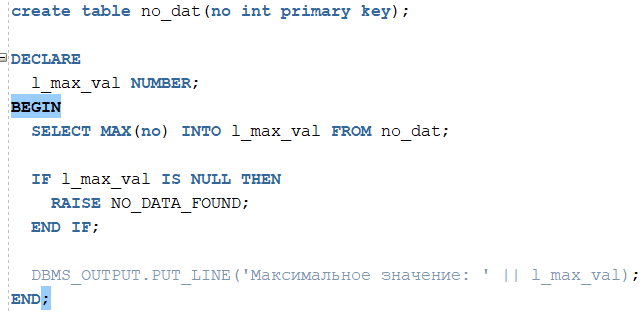 create table no_dat(no int primary key);
DECLARE
l_max_val NUMBER;
BEGIN
SELECT MAX(no) INTO l_max_val FROM no_dat;
IF l_max_val IS NULL THEN
RAISE NO_DATA_FOUND;
END IF;
DBMS_OUTPUT.PUT_LINE('Максимальное значение: ' || l_max_val);
END;